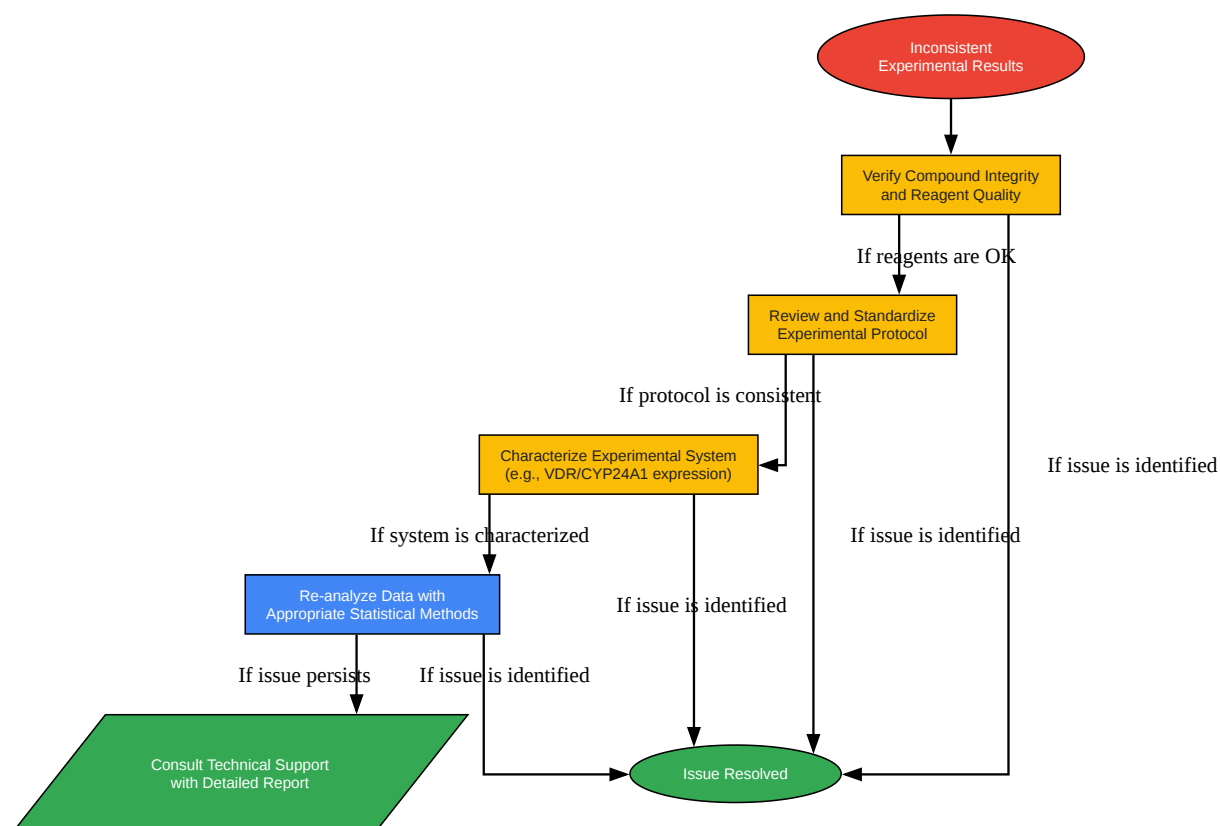 Inconsistent
Experimental Results
Verify Compound Integrity
and Reagent Quality
If reagents are OK
Review and Standardize
Experimental Protocol
If protocol is consistent
Characterize Experimental System
(e.g., VDR/CYP24A1 expression)
If issue is identified
If system is characterized
If issue is identified
Re-analyze Data with
Appropriate Statistical Methods
If issue is identified
If issue persists
If issue is identified
Consult Technical Support
with Detailed Report
Issue Resolved